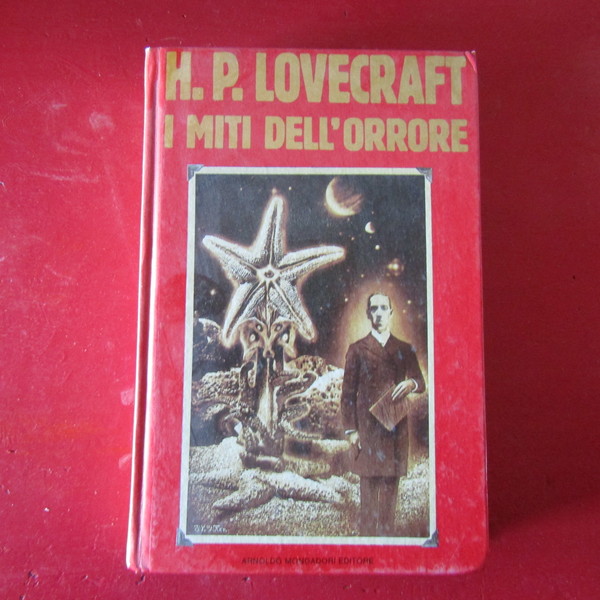 H. P. LOVECRAFT
I MITI DELL'ORRORE
ARNOLDO MONDADORI EDITORE